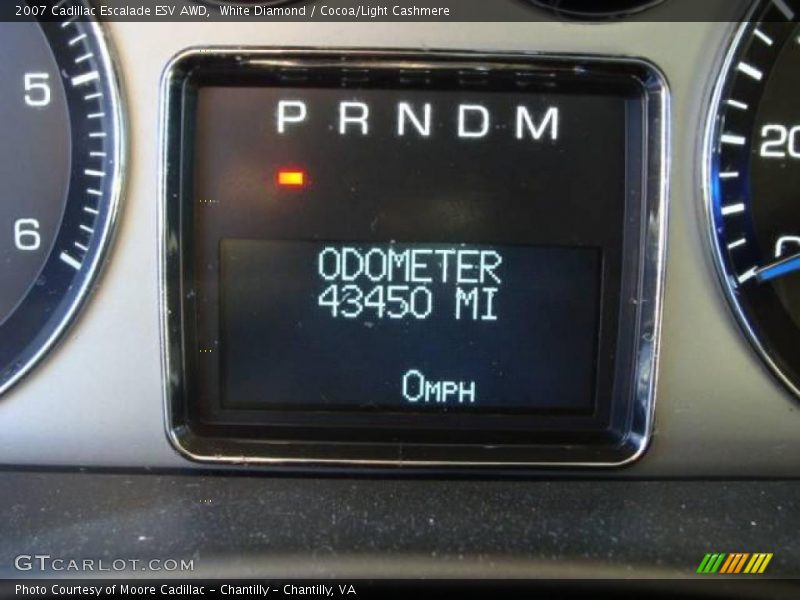 2007 Cadillac Escalade ESV AWD,  White Diamond / Cocoa/Light Cashmere
5
6
P R N D M
20
0
ODOMETER
43450 MI
0MPH
GTCARLOT.COM
Photo Courtesy of Moore Cadillac - Chantilly - Chantilly, VA